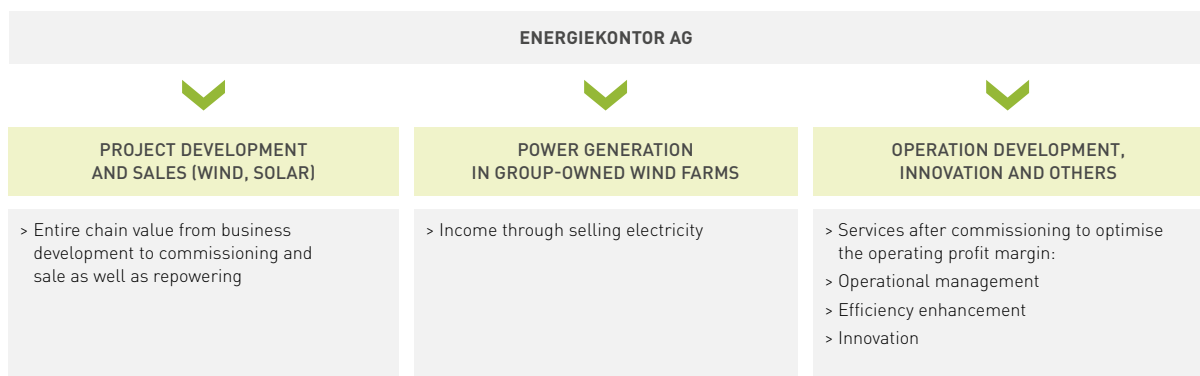 ENERGIEKONTOR AG
PROJECT DEVELOPMENT
AND SALES (WIND, SOLAR)
> Entire chain value from business
development to commissioning and
sale as well as repowering
POWER GENERATION
IN GROUP-OWNED WIND FARMS
> Income through selling electricity
OPERATION DEVELOPMENT,
INNOVATION AND OTHERS
> Services after commissioning to optimise
the operating profit margin:
> Operational management
> Efficiency enhancement
> Innovation